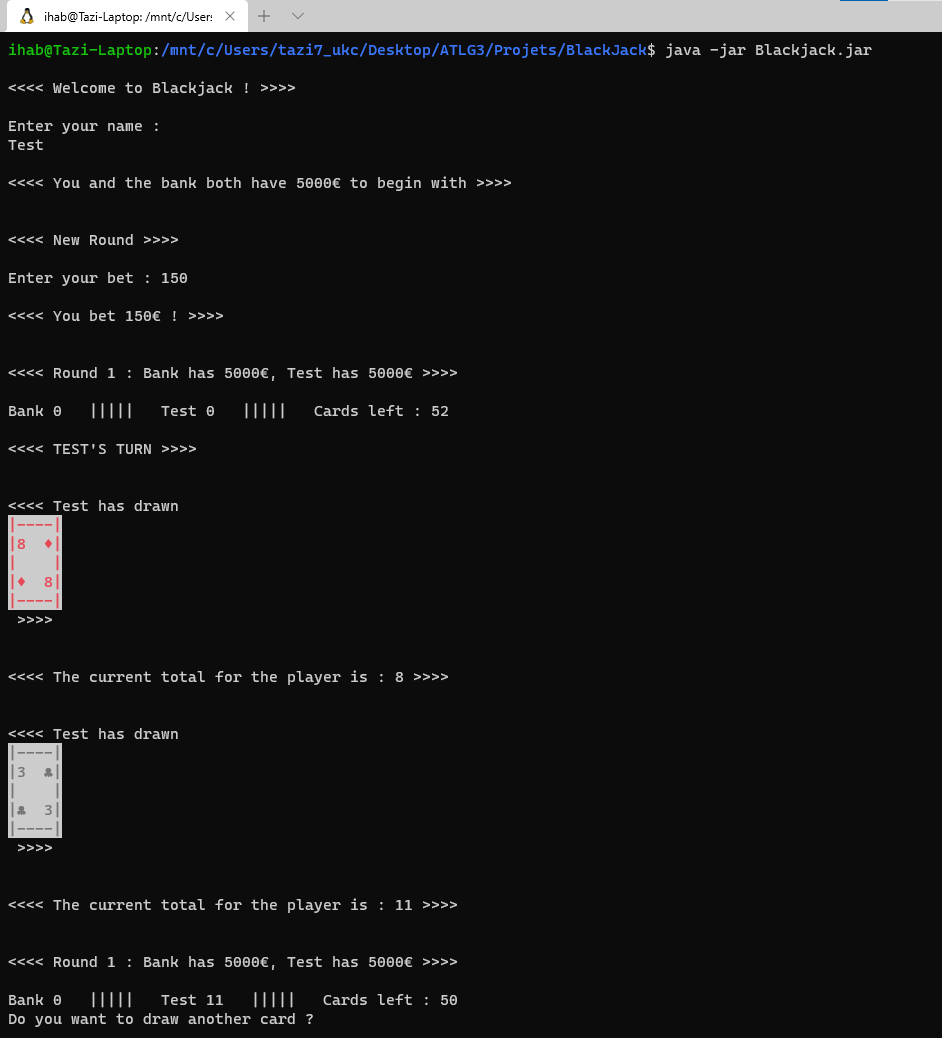 ihab@Tazi-Laptop: /mnt/c/Users
ihab@Tazi-Laptop:/mnt/c/Users/tazi7_ukc/Desktop/ATLG3/Projets/BlackJack$ java -jar Blackjack.jar
<<<< Welcome to Blackjack ! >>>>
Enter your name :
Test
<<<< You and the bank both have 5000€ to begin with >>>>
<<<< New Round >>>>
Enter your bet : 150
<<<< You bet 150€ ! >>>>
<<<< Round 1 : Bank has 5000€, Test has 5000€ >>>>
Bank 0   |||||   Test 0   |||||   Cards left : 52
<<<< TEST'S TURN >>>>
<<<< Test has drawn
|----|
|8  ♦|
|    |
|♦  8|
|----|
 >>>>
<<<< The current total for the player is : 8 >>>>
<<<< Test has drawn
|----|
|3  ♣|
|    |
|♣  3|
|----|
 >>>>
<<<< The current total for the player is : 11 >>>>
<<<< Round 1 : Bank has 5000€, Test has 5000€ >>>>
Bank 0   |||||   Test 11   |||||   Cards left : 50
Do you want to draw another card ?